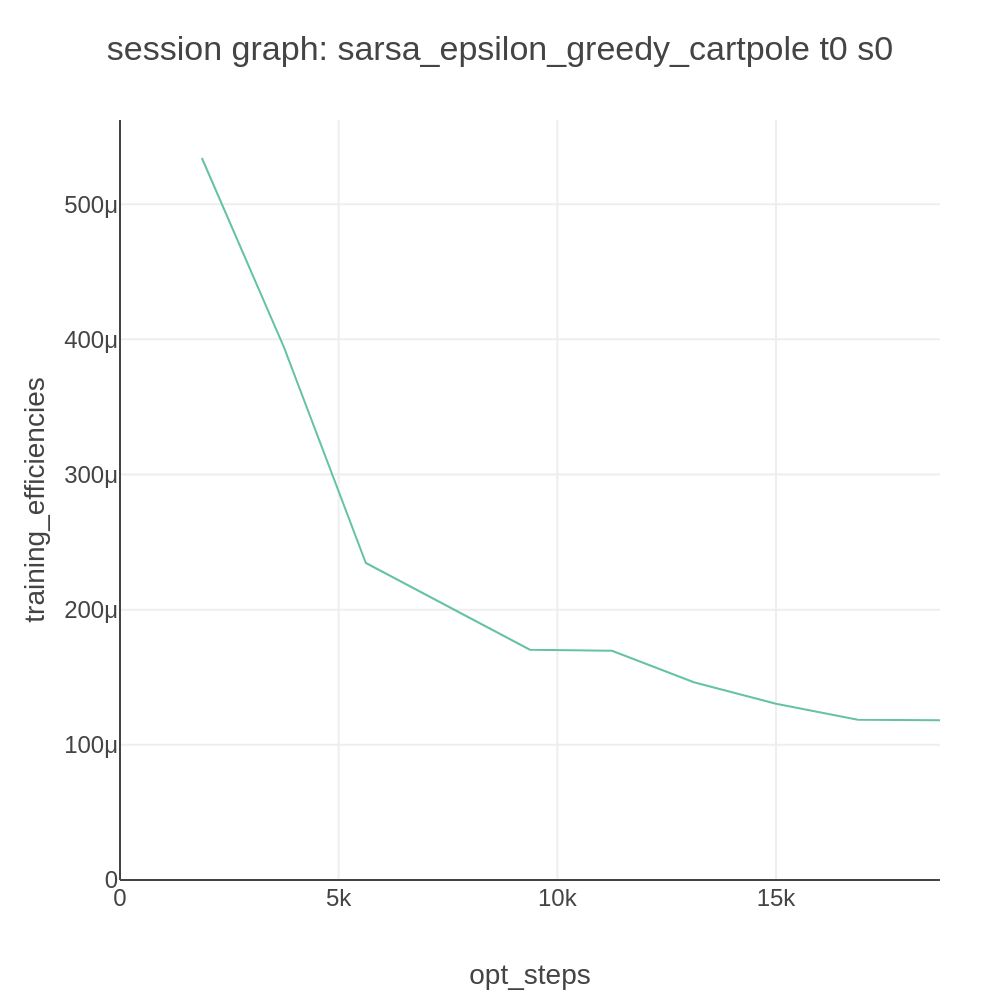 session graph: sarsa_epsilon_greedy_cartpole t0 s0
training_efficiencies
500μ
400μ
300μ
200μ
100μ
0
0
5k
10k
15k
opt_steps